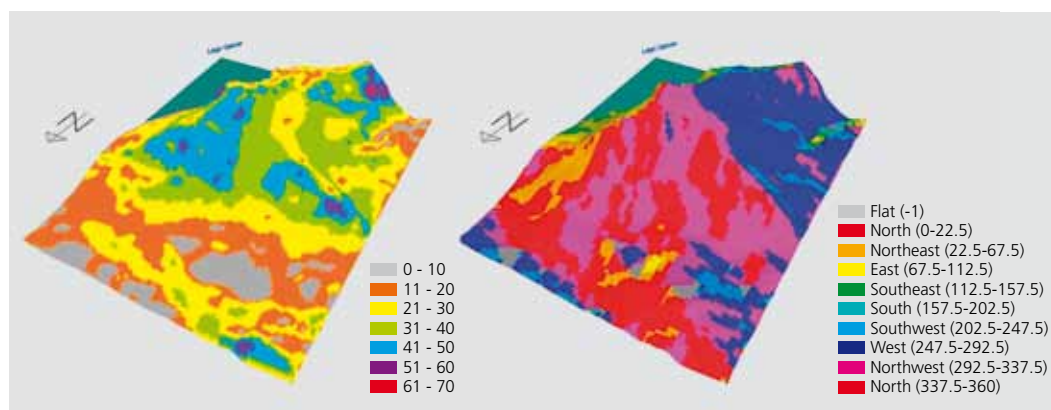 0 - 10
11 - 20
21 - 30
31 - 40
41 - 50
51 - 60
61 - 70
Flat (-1)
North (0-22.5)
Northeast (22.5-67.5)
East (67.5-112.5)
Southeast (112.5-157.5)
South (157.5-202.5)
Southwest (202.5-247.5)
West (247.5-292.5)
Northwest (292.5-337.5)
North (337.5-360)